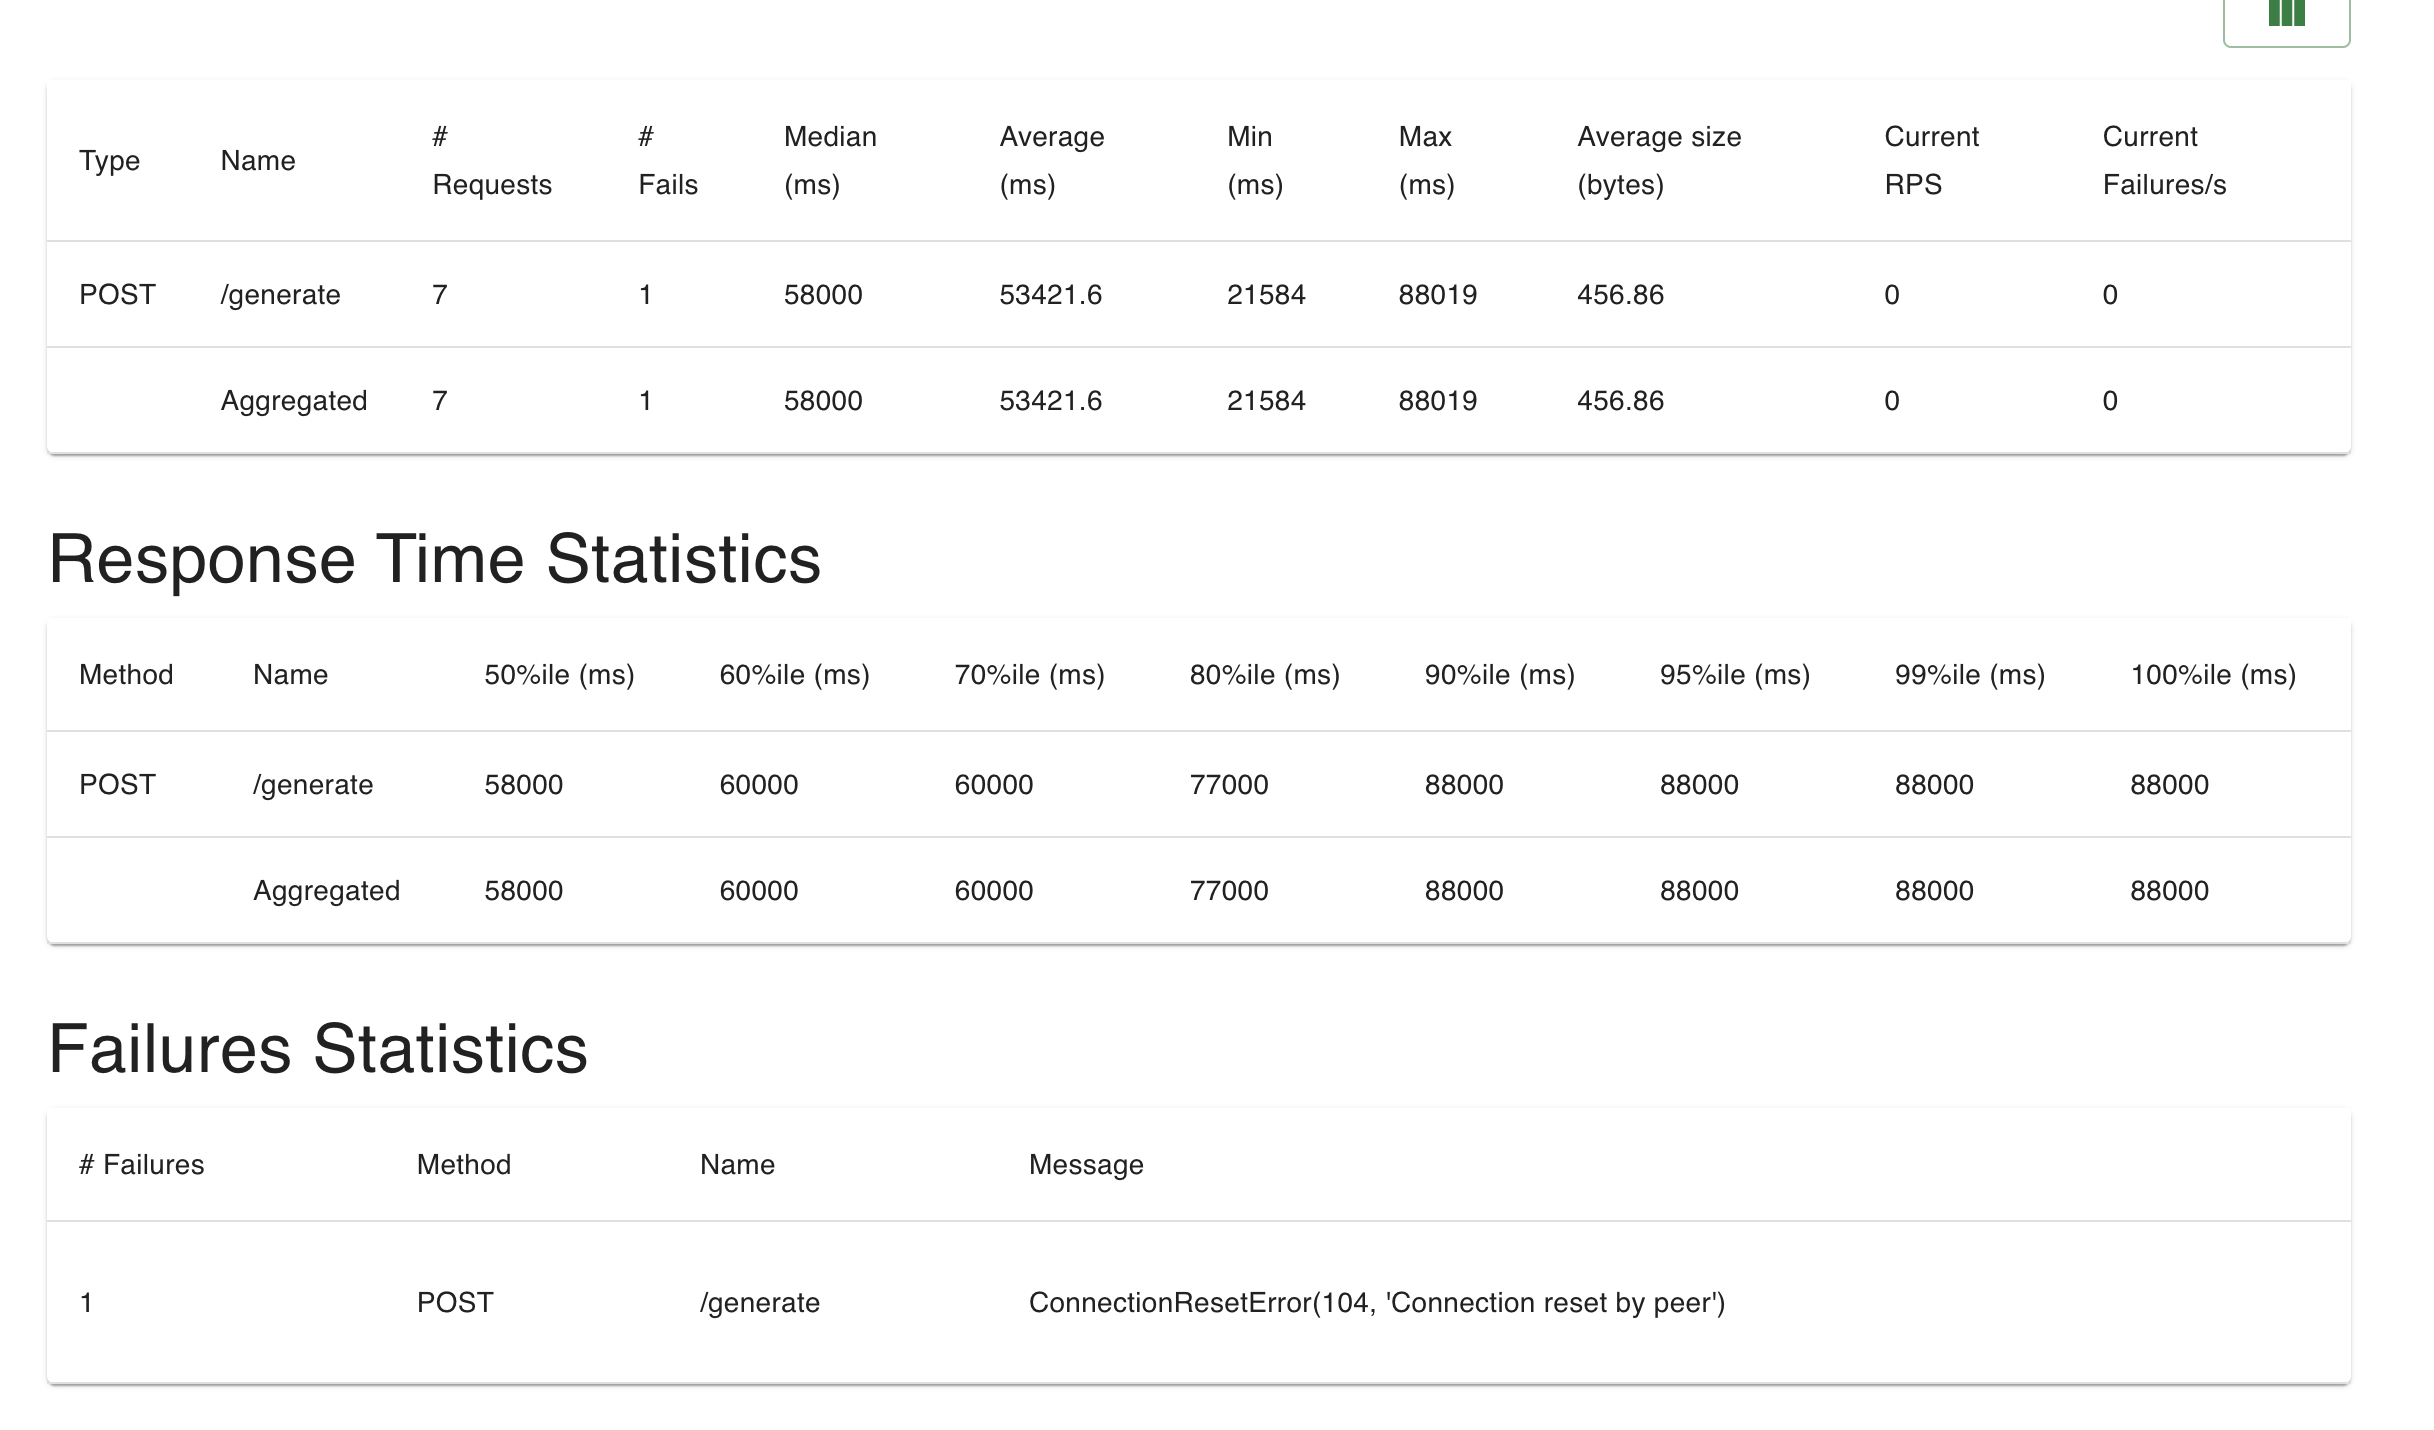 Type Name # Requests # Fails Median (ms) Average (ms) Min (ms) Max (ms) Average size (bytes) Current RPS Current Failures/s
POST /generate 7 1 58000 53421.6 21584 88019 456.86 0 0
Aggregated 7 1 58000 53421.6 21584 88019 456.86 0 0
Response Time Statistics
Method Name 50%ile (ms) 60%ile (ms) 70%ile (ms) 80%ile (ms) 90%ile (ms) 95%ile (ms) 99%ile (ms) 100%ile (ms)
POST /generate 58000 60000 60000 77000 88000 88000 88000 88000
Aggregated 58000 60000 60000 77000 88000 88000 88000 88000
Failures Statistics
# Failures Method Name Message
1 POST /generate ConnectionResetError(104, 'Connection reset by peer')